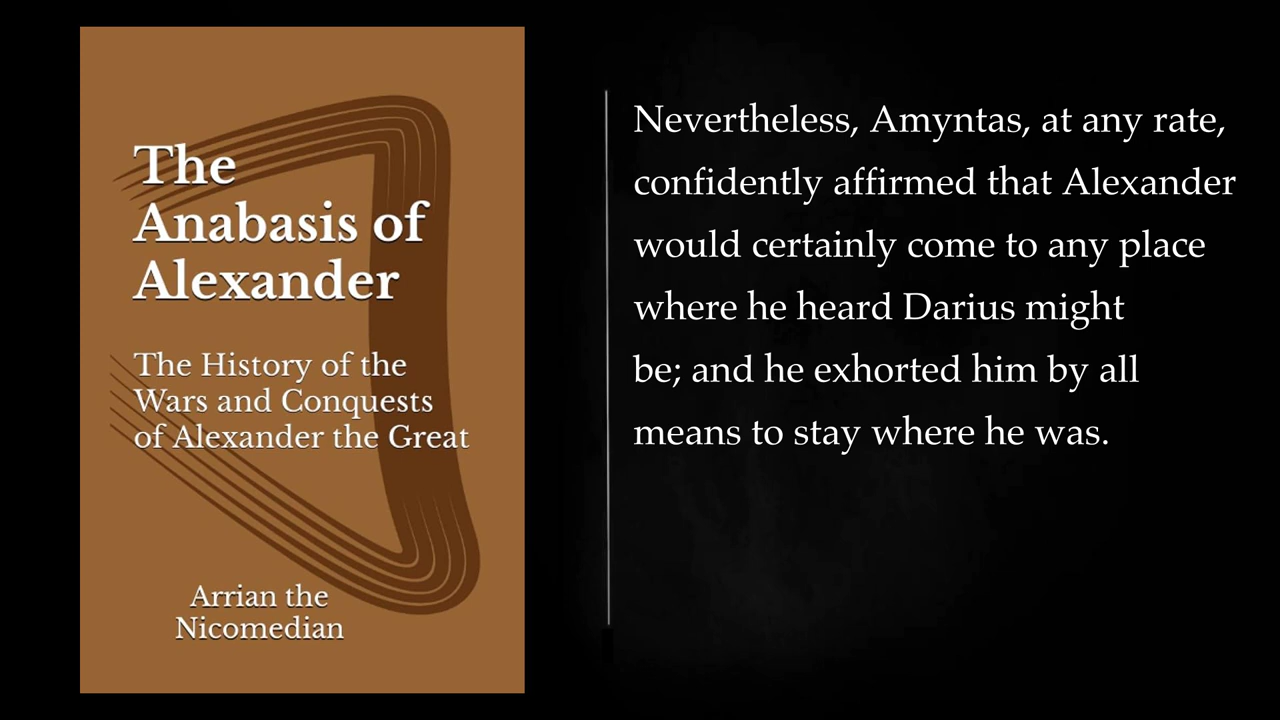 The
Anabasis of
Alexander
The History of the
Wars and Conquests
of Alexander the Great
Arrian the
Nicomedian
Nevertheless, Amyntas, at any rate,
confidently affirmed that Alexander
would certainly come to any place
where he heard Darius might
be; and he exhorted him by all
means to stay where he was.